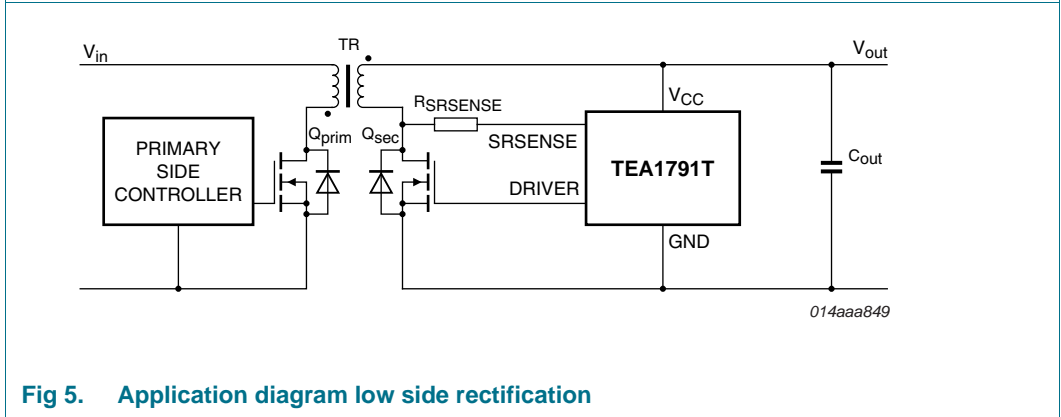 TR
Vin
Vout
RSRSENSE
VCC
Qprim
Qsec
SRSENSE
PRIMARY
SIDE
CONTROLLER
TEA1791T
Cout
DRIVER
GND
014aaa849
Fig 5. Application diagram low side rectification